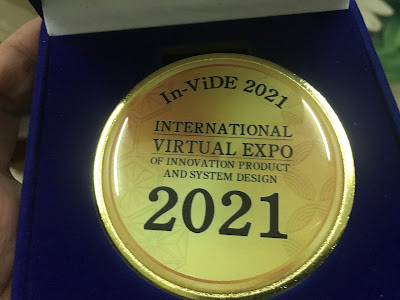 In-ViDE 2021
INTERNATIONAL
VIRTUAL EXPO
OF INNOVATION PRODUCT
AND SYSTEM DESIGN
2021